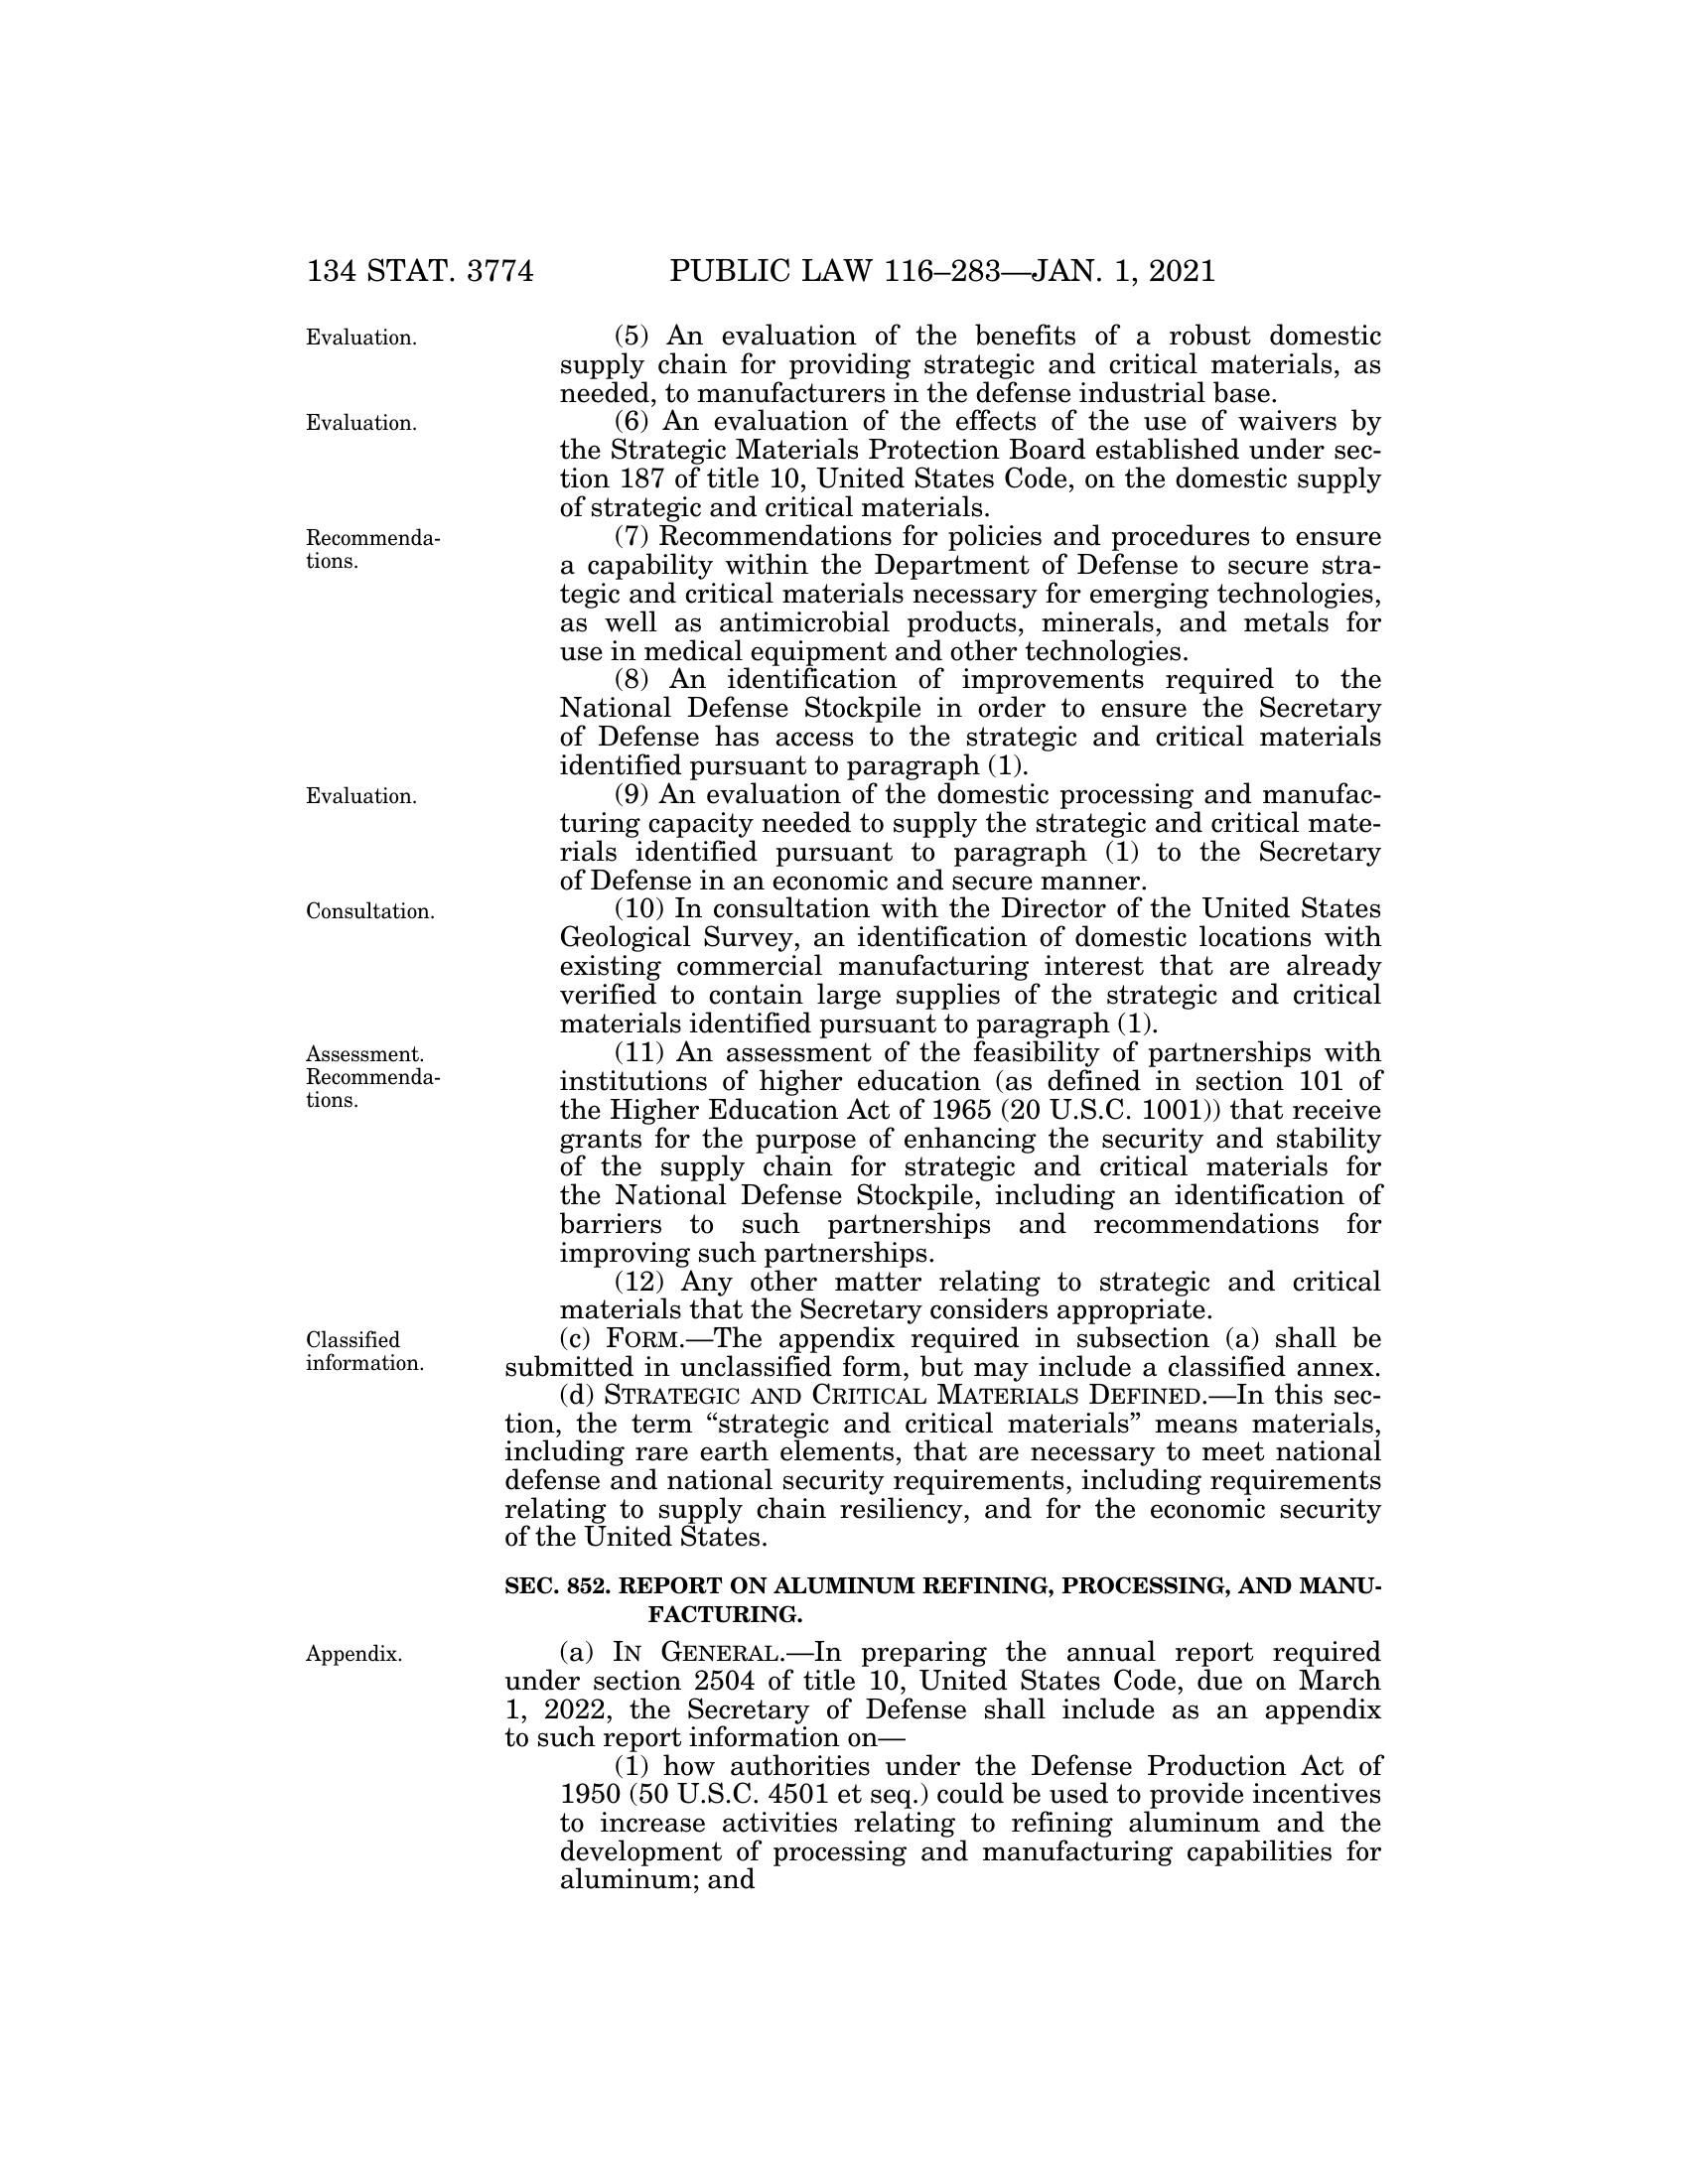 134 STAT. 3774
PUBLIC LAW 116–283—JAN. 1, 2021
Evaluation.
(5) An evaluation of the benefits of a robust domestic
supply chain for providing strategic and critical materials, as
needed, to manufacturers in the defense industrial base.
Evaluation.
(6) An evaluation of the effects of the use of waivers by
the Strategic Materials Protection Board established under sec-
tion 187 of title 10, United States Code, on the domestic supply
of strategic and critical materials.
Recommenda-
tions.
(7) Recommendations for policies and procedures to ensure
a capability within the Department of Defense to secure stra-
tegic and critical materials necessary for emerging technologies,
as well as antimicrobial products, minerals, and metals for
use in medical equipment and other technologies.
(8) An identification of improvements required to the
National Defense Stockpile in order to ensure the Secretary
of Defense has access to the strategic and critical materials
identified pursuant to paragraph (1).
Evaluation.
(9) An evaluation of the domestic processing and manufac-
turing capacity needed to supply the strategic and critical mate-
rials identified pursuant to paragraph (1) to the Secretary
of Defense in an economic and secure manner.
Consultation.
(10) In consultation with the Director of the United States
Geological Survey, an identification of domestic locations with
existing commercial manufacturing interest that are already
verified to contain large supplies of the strategic and critical
materials identified pursuant to paragraph (1).
Assessment.
Recommenda-
tions.
(11) An assessment of the feasibility of partnerships with
institutions of higher education (as defined in section 101 of
the Higher Education Act of 1965 (20 U.S.C. 1001)) that receive
grants for the purpose of enhancing the security and stability
of the supply chain for strategic and critical materials for
the National Defense Stockpile, including an identification of
barriers to such partnerships and recommendations for
improving such partnerships.
(12) Any other matter relating to strategic and critical
materials that the Secretary considers appropriate.
Classified
information.
(c) FORM.—The appendix required in subsection (a) shall be
submitted in unclassified form, but may include a classified annex.
(d) STRATEGIC AND CRITICAL MATERIALS DEFINED.—In this sec-
tion, the term “strategic and critical materials” means materials,
including rare earth elements, that are necessary to meet national
defense and national security requirements, including requirements
relating to supply chain resiliency, and for the economic security
of the United States.
SEC. 852. REPORT ON ALUMINUM REFINING, PROCESSING, AND MANU-
FACTURING.
Appendix.
(a) IN GENERAL.—In preparing the annual report required
under section 2504 of title 10, United States Code, due on March
1, 2022, the Secretary of Defense shall include as an appendix
to such report information on—
(1) how authorities under the Defense Production Act of
1950 (50 U.S.C. 4501 et seq.) could be used to provide incentives
to increase activities relating to refining aluminum and the
development of processing and manufacturing capabilities for
aluminum; and